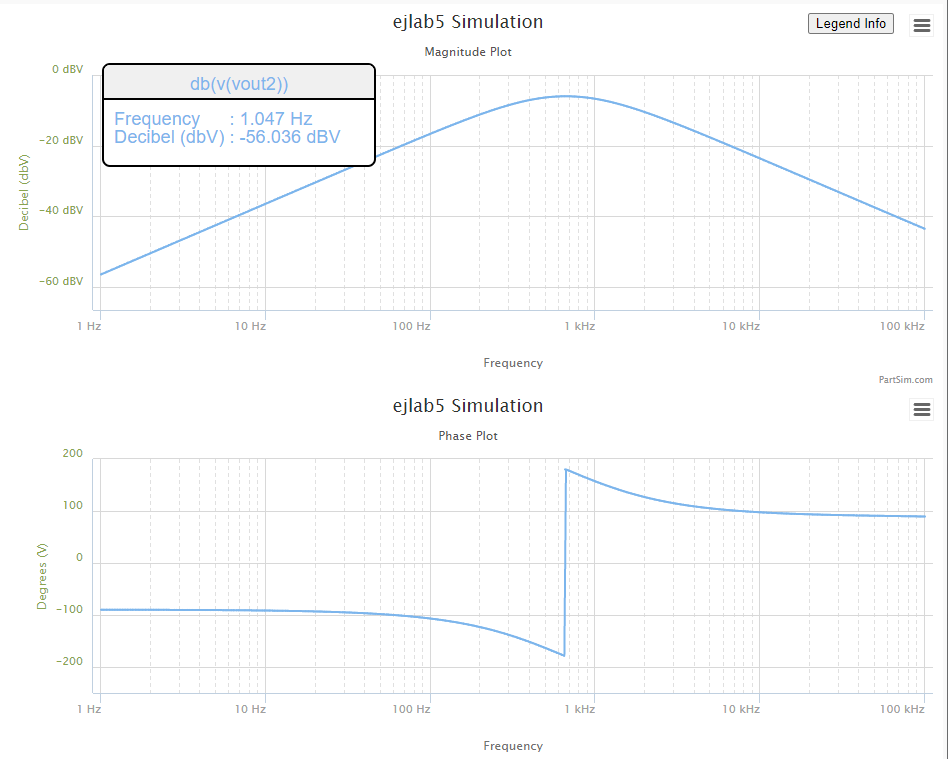 ejlab5 Simulation
Legend Info
Magnitude Plot
0 dBV
db(v(vout2))
Frequency : 1.047 Hz
Decibel (dbV) : -56.036 dBV
−20 dBV
−40 dBV
−60 dBV
Decibel (dbV)
1 Hz 10 Hz 100 Hz 1 kHz 10 kHz 100 kHz
Frequency
PartSim.com
ejlab5 Simulation
Phase Plot
200
100
0
−100
−200
Degrees (V)
1 Hz 10 Hz 100 Hz 1 kHz 10 kHz 100 kHz
Frequency